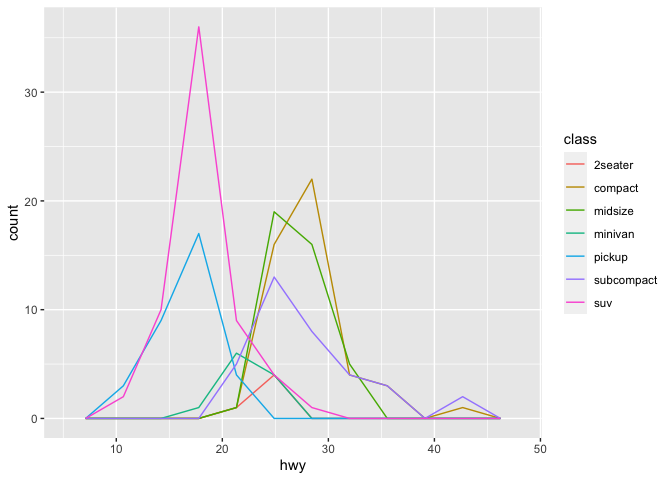 count
30
20
10
0
10
20
30
40
50
hwy
class
2seater
compact
midsize
minivan
pickup
subcompact
suv